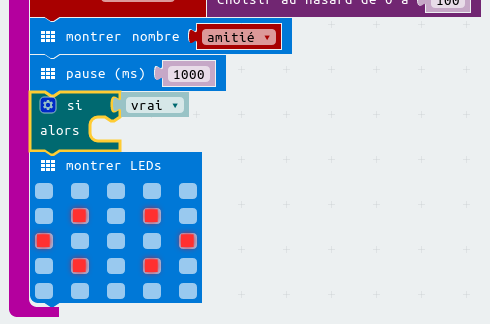 choisir au hasard de 0 à 100
montrer nombre amitié
pause (ms) 1000
si vrai
alors
montrer LEDs